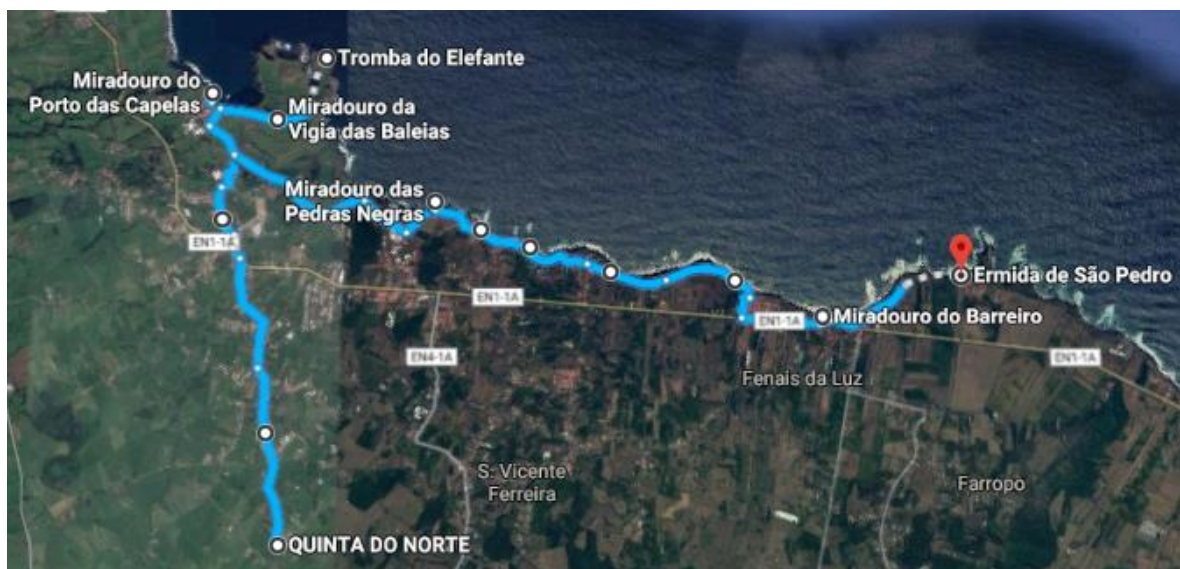 Tromba do Elefante
Miradouro do
Porto das Capelas
Miradouro da
Vigia das Baleias
Miradouro das
Pedras Negras
EN1-1A
Ermida de São Pedro
EN1-1A
EN1-1A
Miradouro do Barreiro
EN4-1A
EN1-1A
Fenais da Luz
S. Vicente
Ferreira
Farropo
QUINTA DO NORTE